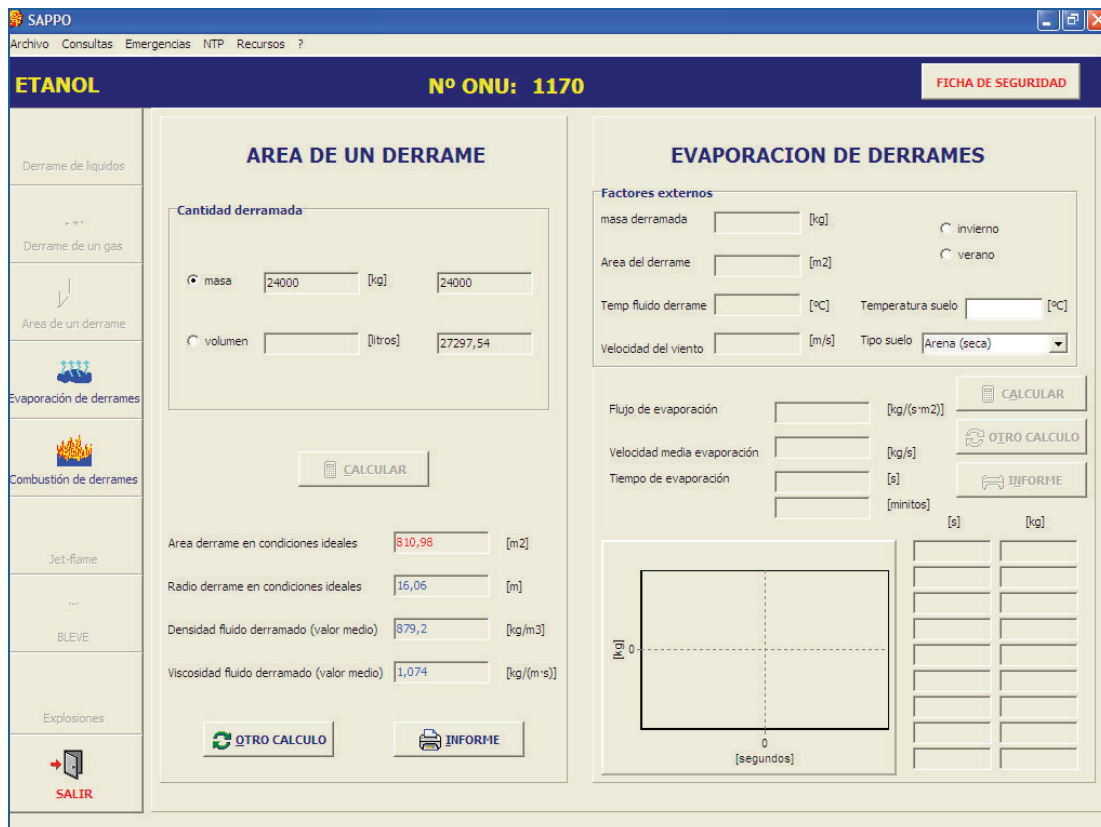 SAPPO
Archivo Consultas Emergencias NTP Recursos ?
ETANOL
Nº ONU: 1170
FICHA DE SEGURIDAD
Derrame de liquidos
Derrame de un gas
Area de un derrame
Evaporación de derrames
Combustión de derrames
Jet-flame
BLEVE
Explosiones
SALIR
AREA DE UN DERRAME
Cantidad derramada
masa 24000 [kg] 24000
volumen [litros] 27297,54
CALCULAR
Area derrame en condiciones ideales 810,98 [m2]
Radio derrame en condiciones ideales 16,06 [m]
Densidad fluido derramado (valor medio) 879,2 [kg/m3]
Viscosidad fluido derramado (valor medio) 1,074 [kg/(m·s)]
OTRO CALCULO INFORME
EVAPORACION DE DERRAMES
Factores externos
masa derramada [kg] invierno
Area del derrame [m2] verano
Temp fluido derrame [ºC] Temperatura suelo [ºC]
Velocidad del viento [m/s] Tipo suelo Arena (seca)
Flujo de evaporación [kg/(s·m2)] CALCULAR
Velocidad media evaporación [kg/s] OTRO CALCULO
Tiempo de evaporación [s] INFORME
[minitos]
[s] [kg]
[kg] 0
0
[segundos]